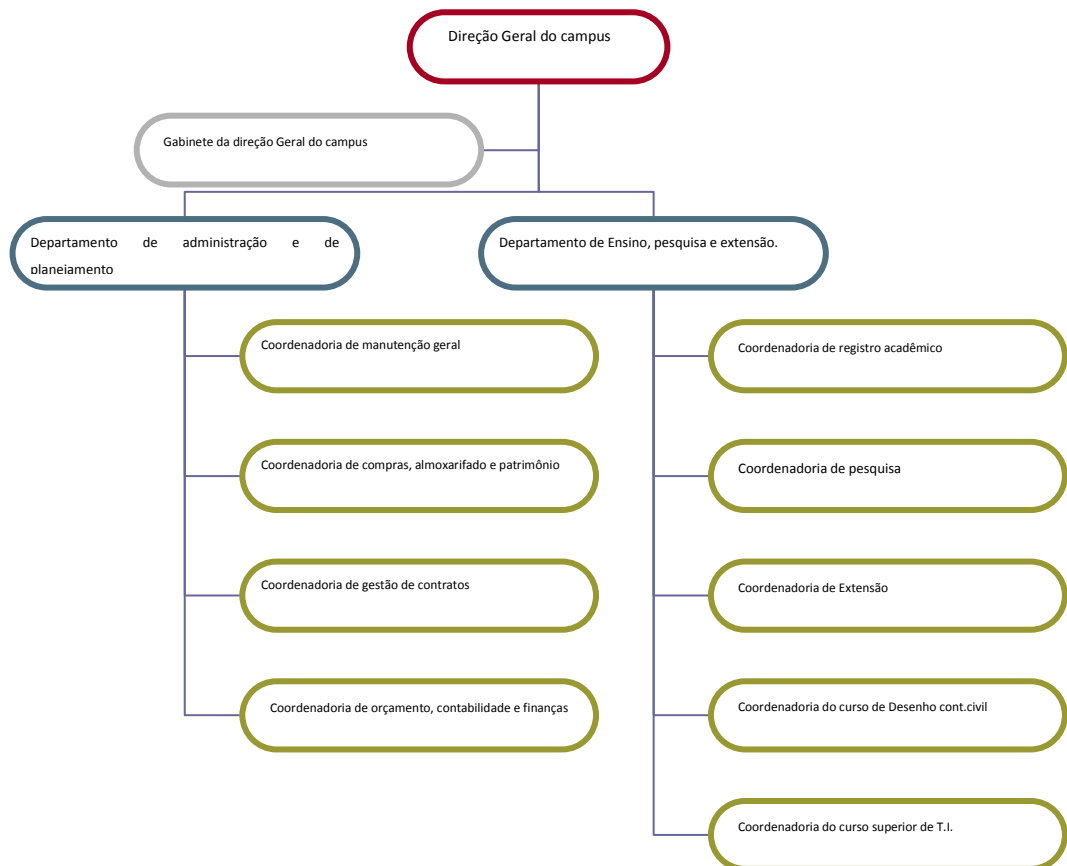 Direção Geral do campus
Gabinete da direção Geral do campus
Departamento de administração e de
planejamento
Departamento de Ensino, pesquisa e extensão.
Coordenadoria de manutenção geral
Coordenadoria de compras, almoxarifado e patrimônio
Coordenadoria de gestão de contratos
Coordenadoria de orçamento, contabilidade e finanças
Coordenadoria de registro acadêmico
Coordenadoria de pesquisa
Coordenadoria de Extensão
Coordenadoria do curso de Desenho cont.civil
Coordenadoria do curso superior de T.I.